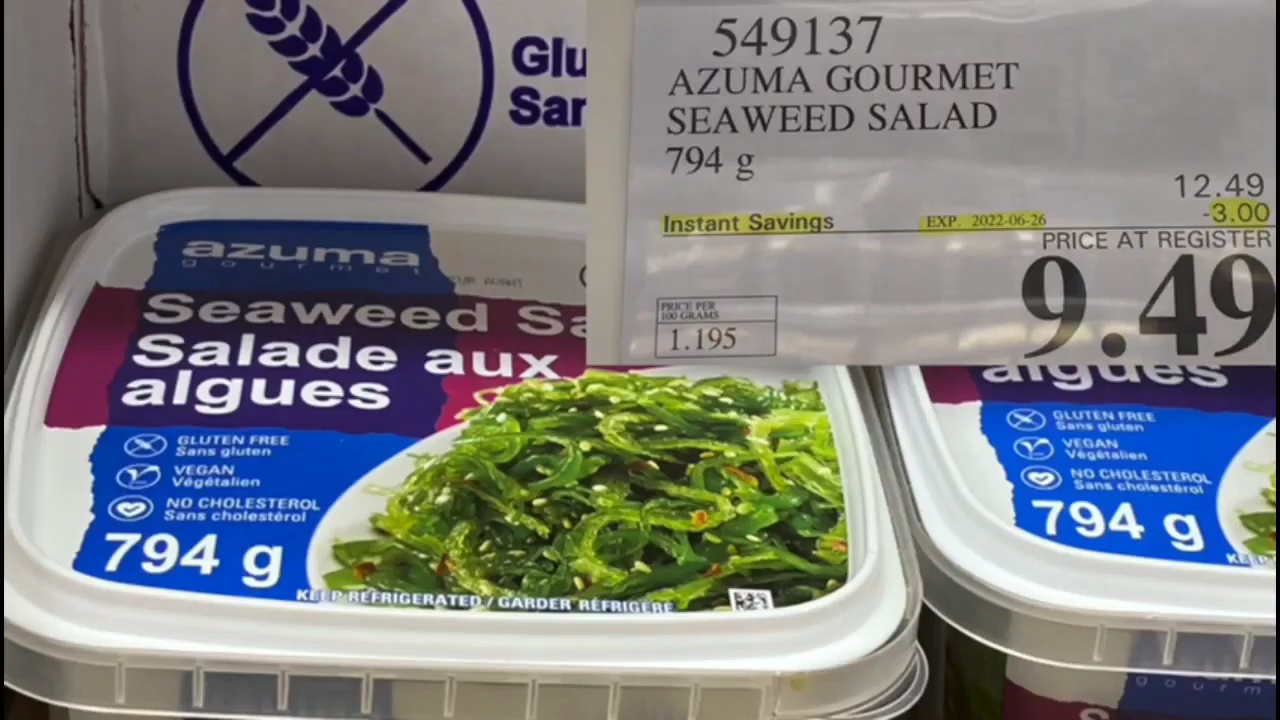 Glu
San
549137
AZUMA GOURMET
SEAWEED SALAD
794 g
12.49
Instant Savings EXP. 2022-06-26 -3.00
PRICE AT REGISTER
9.49
PRICE PER
100 GRAMS
1.195
azuma
gourmet
Seaweed Sa
Salade aux
algues
GLUTEN FREE
Sans gluten
VEGAN
Végétalien
NO CHOLESTEROL
Sans cholestérol
794 g
KEEP REFRIGERATED / GARDER RÉFRIGÉRÉ
algues
GLUTEN FREE
Sans gluten
VEGAN
Végétalien
NO CHOLESTEROL
Sans cholestérol
794 g
KEEP
gourm